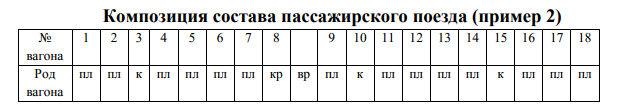 Композиция состава пассажирского поезда (пример 2)
№ вагона 1 2 3 4 5 6 7 8 9 10 11 12 13 14 15 16 17 18
Род вагона пл пл к пл пл пл пл кр вр пл к пл пл пл пл к пл пл пл